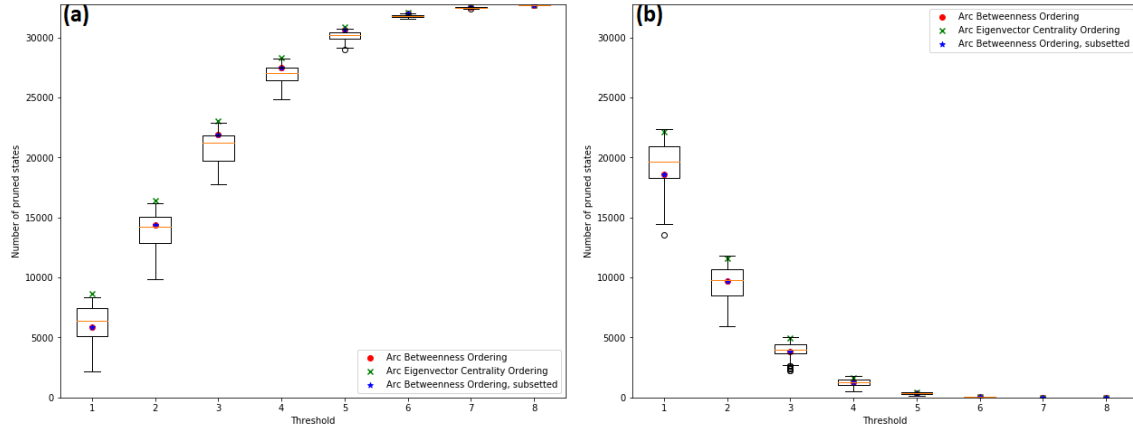 (a)
Number of pruned states
30000
25000
20000
15000
10000
5000
0
1 2 3 4 5 6 7 8
Threshold
Arc Betweenness Ordering
Arc Eigenvector Centrality Ordering
Arc Betweenness Ordering, subsetted
(b)
Arc Betweenness Ordering
Arc Eigenvector Centrality Ordering
Arc Betweenness Ordering, subsetted
Number of pruned states
30000
25000
20000
15000
10000
5000
0
1 2 3 4 5 6 7 8
Threshold